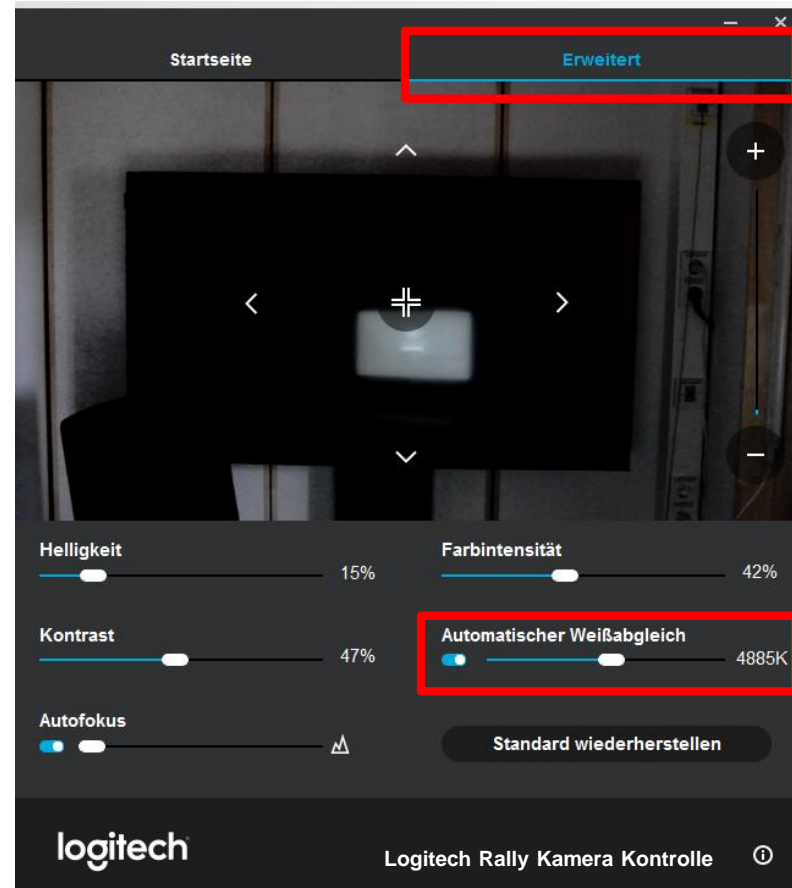 Startseite
Erweitert
Helligkeit
15%
Farbintensität
42%
Kontrast
47%
Automatischer Weißabgleich
4885K
Autofokus
Standard wiederherstellen
logitech
Logitech Rally Kamera Kontrolle